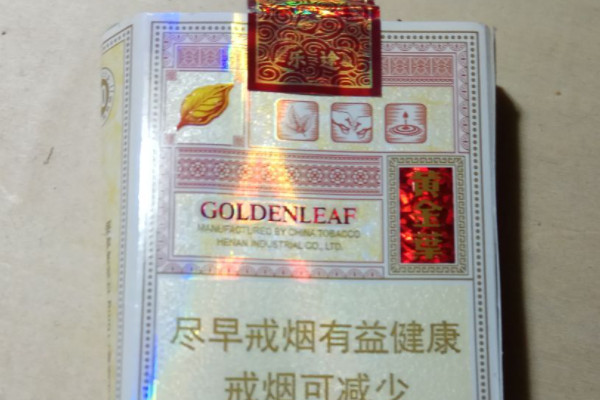 GOLDENLEAF
MANUFACTURED BY CHINA TOBACCO
HENAN INDUSTRIAL CO., LTD.
黄金叶
尽早戒烟有益健康
戒烟可减少